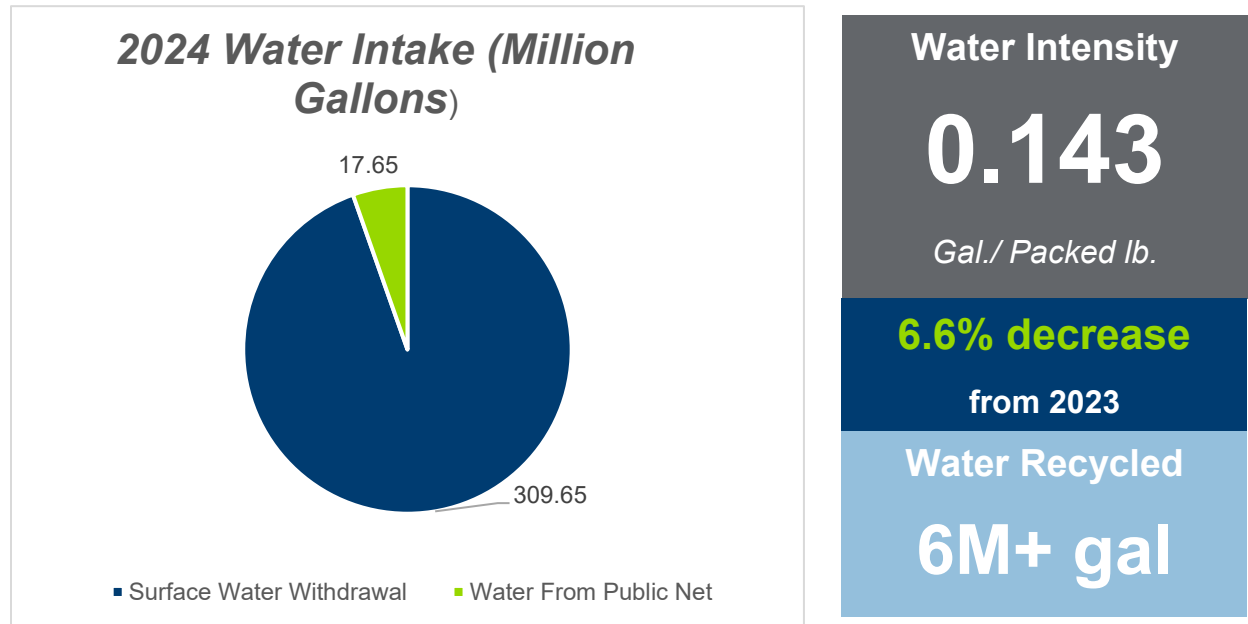 2024 Water Intake (Million
Gallons)
17.65
309.65
Surface Water Withdrawal
Water From Public Net
Water Intensity
0.143
Gal./ Packed lb.
6.6% decrease
from 2023
Water Recycled
6M+ gal